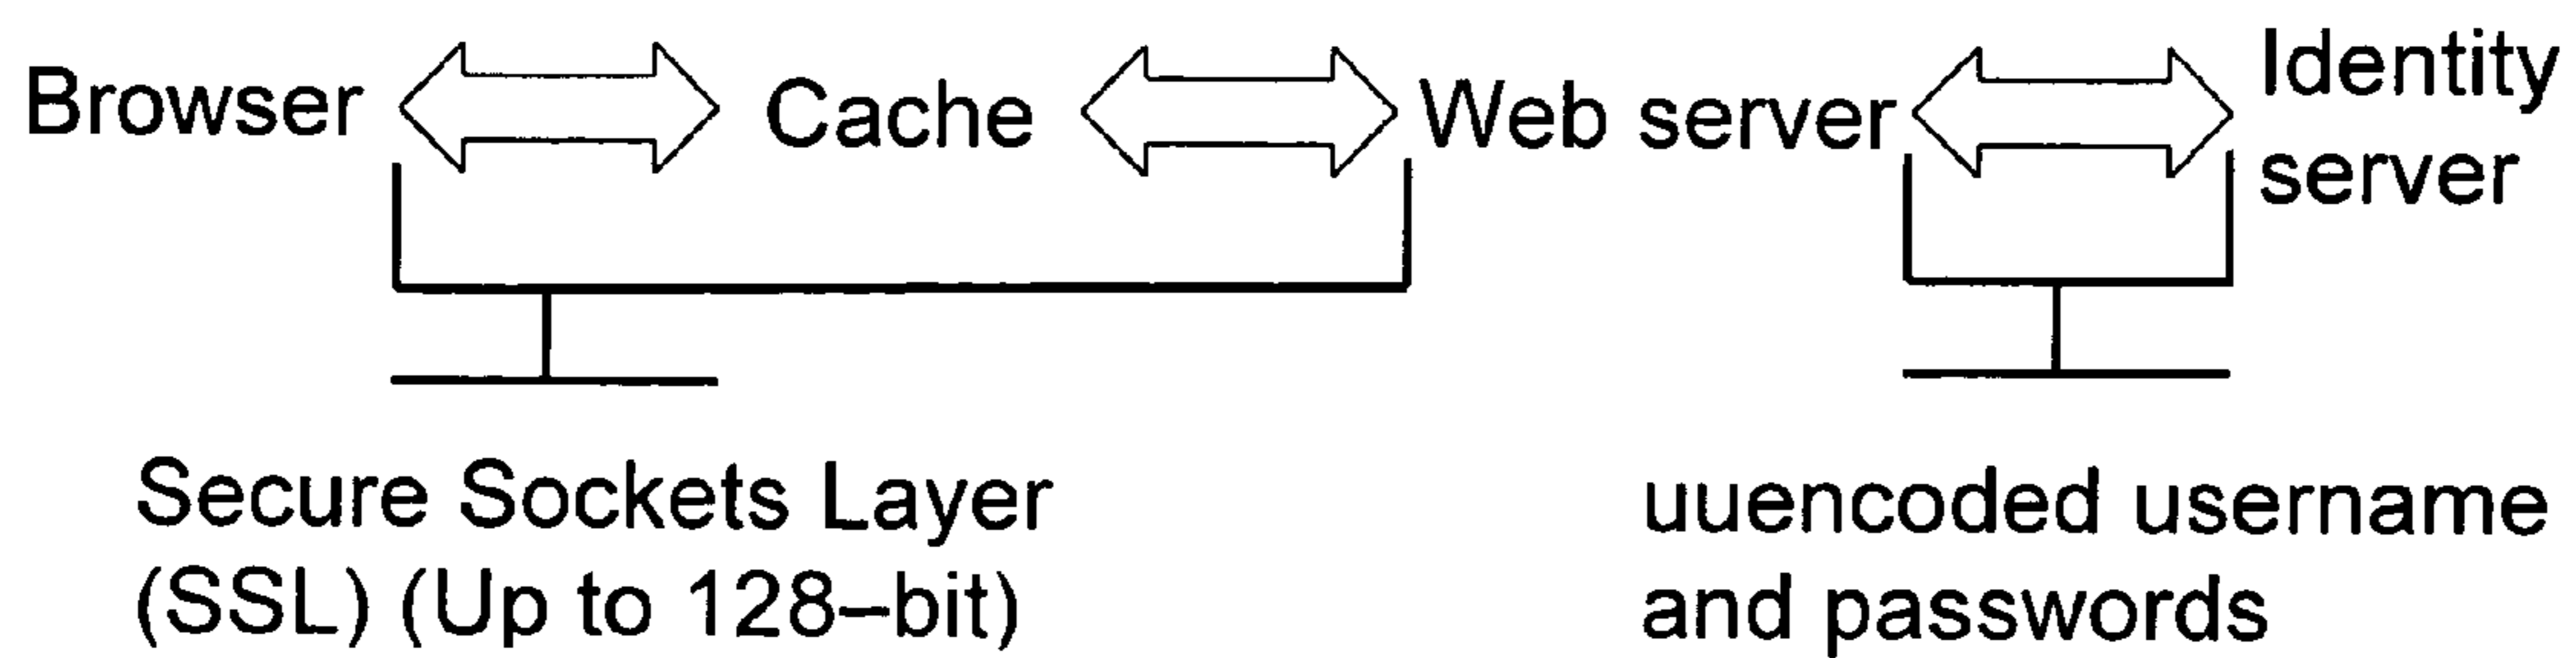 Browser Cache Web server Identity
server
Secure Sockets Layer
(SSL) (Up to 128–bit)
uuencoded username
and passwords